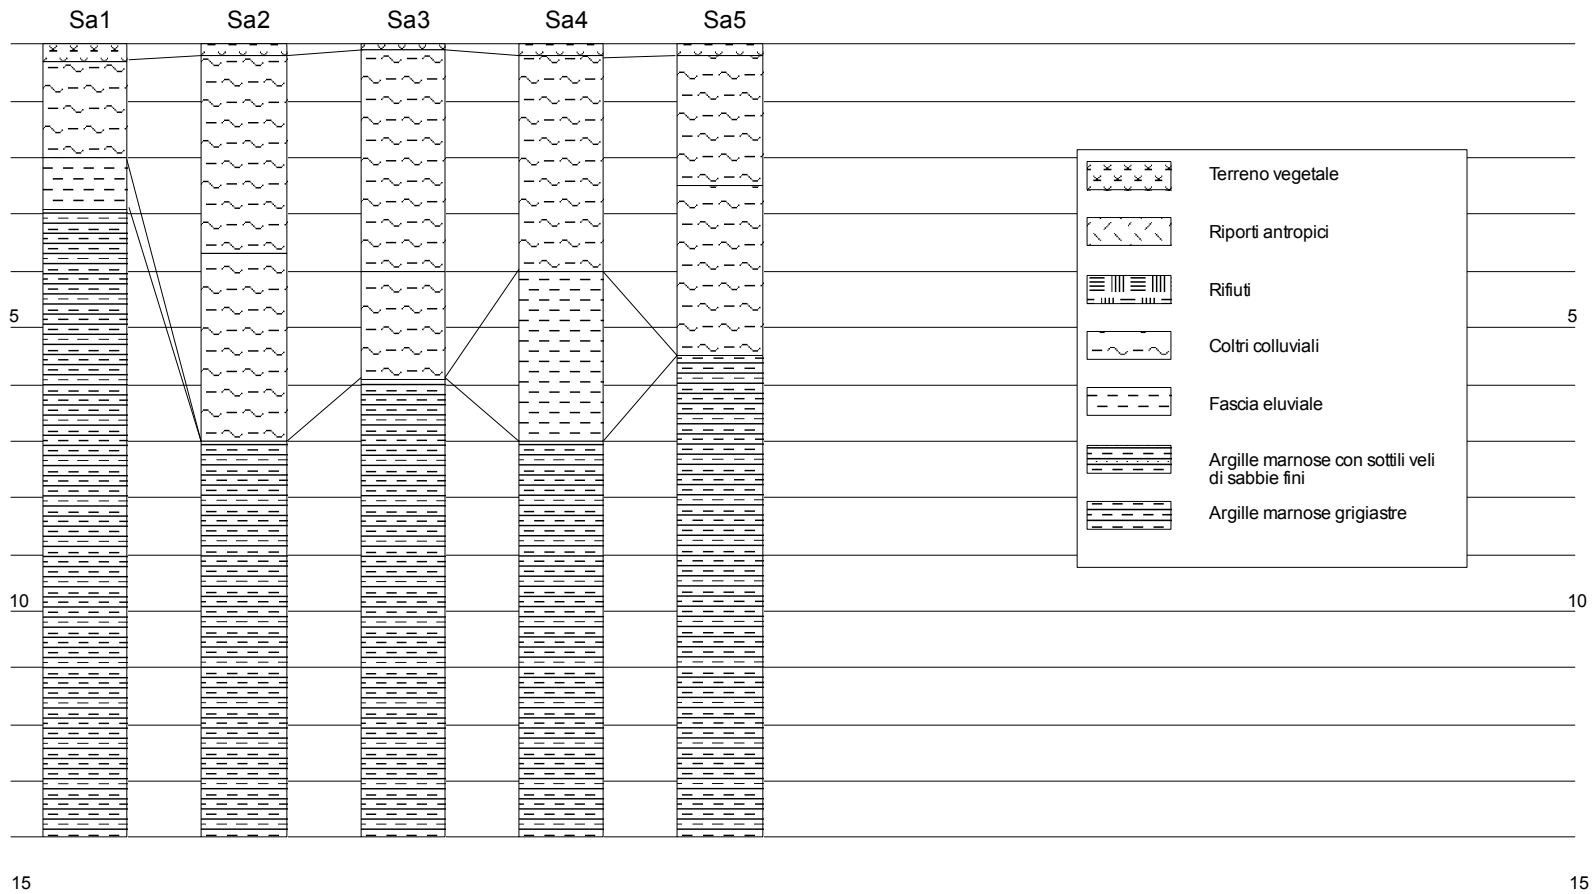 Sa1 Sa2 Sa3 Sa4 Sa5
Terreno vegetale
Riporti antropici
Rifiuti
5 5
Coltri colluviali
Fascia eluviale
Argille marnose con sottili veli
di sabbie fini
Argille marnose grigiastre
10 10
15 15